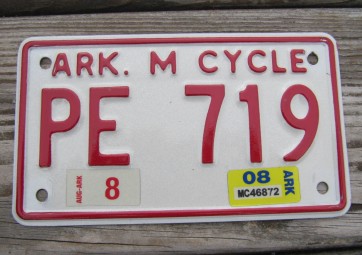 ARK. M CYCLE
PE 719
AUG-ARK 8
08 ARK
MC46872